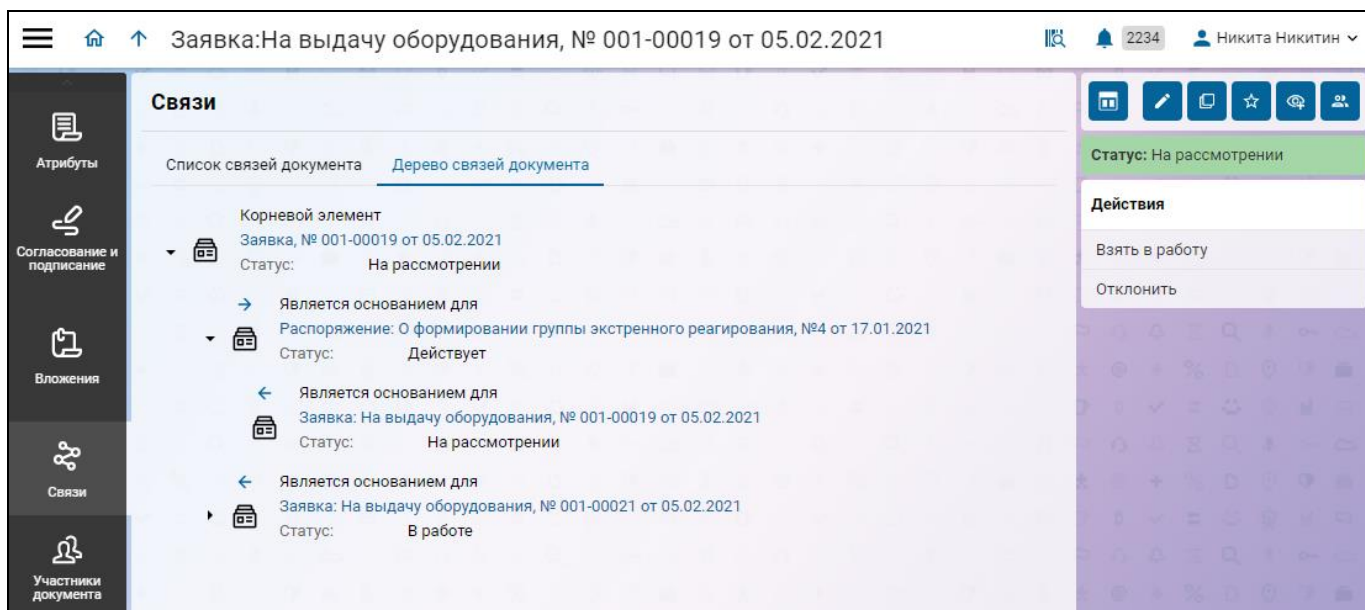 Заявка:На выдачу оборудования, № 001-00019 от 05.02.2021
2234
Никита Никитин
Атрибуты
Согласование и
подписание
Вложения
Связи
Участники
документа
Связи
Список связей документа
Дерево связей документа
Корневой элемент
Заявка, № 001-00019 от 05.02.2021
Статус: На рассмотрении
Является основанием для
Распоряжение: О формировании группы экстренного реагирования, №4 от 17.01.2021
Статус: Действует
Является основанием для
Заявка: На выдачу оборудования, № 001-00019 от 05.02.2021
Статус: На рассмотрении
Является основанием для
Заявка: На выдачу оборудования, № 001-00021 от 05.02.2021
Статус: В работе
Статус: На рассмотрении
Действия
Взять в работу
Отклонить